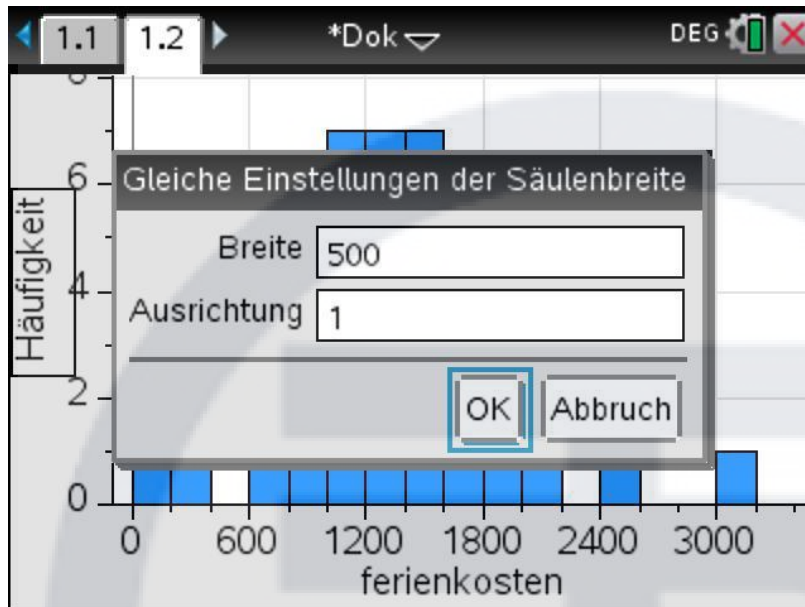 1.1 1.2 *Dok DEG
8
6
4
2
0
Häufigkeit
Gleiche Einstellungen der Säulenbreite
Breite 500
Ausrichtung 1
OK Abbruch
0 600 1200 1800 2400 3000
ferienkosten